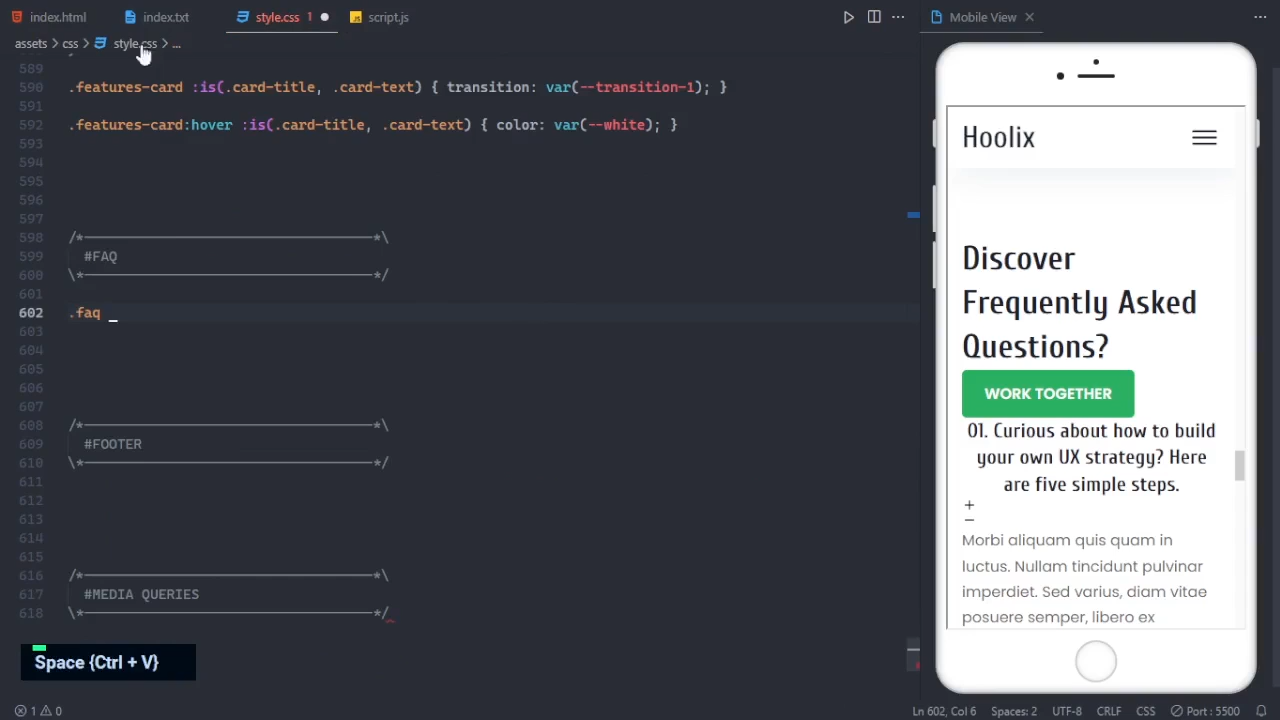 index.html
index.txt
style.css 1
script.js
Mobile View
assets > css > style.css > ...
589
590 .features-card :is(.card-title, .card-text) { transition: var(--transition-1); }
591
592 .features-card:hover :is(.card-title, .card-text) { color: var(--white); }
593
594
595
596
597
598 /*--------------------------------------*\
599 #FAQ
600 \*--------------------------------------*/
601
602 .faq _
603
604
605
606
607
608 /*--------------------------------------*\
609 #FOOTER
610 \*--------------------------------------*/
611
612
613
614
615
616 /*--------------------------------------*\
617 #MEDIA QUERIES
618 \*--------------------------------------*/
Space {Ctrl + V}
1 0
Ln 602, Col 6 Spaces: 2 UTF-8 CRLF CSS Port : 5500
Hoolix
Discover
Frequently Asked
Questions?
WORK TOGETHER
01. Curious about how to build
your own UX strategy? Here
are five simple steps.
+
−
Morbi aliquam quis quam in
luctus. Nullam tincidunt pulvinar
imperdiet. Sed varius, diam vitae
posuere semper, libero ex